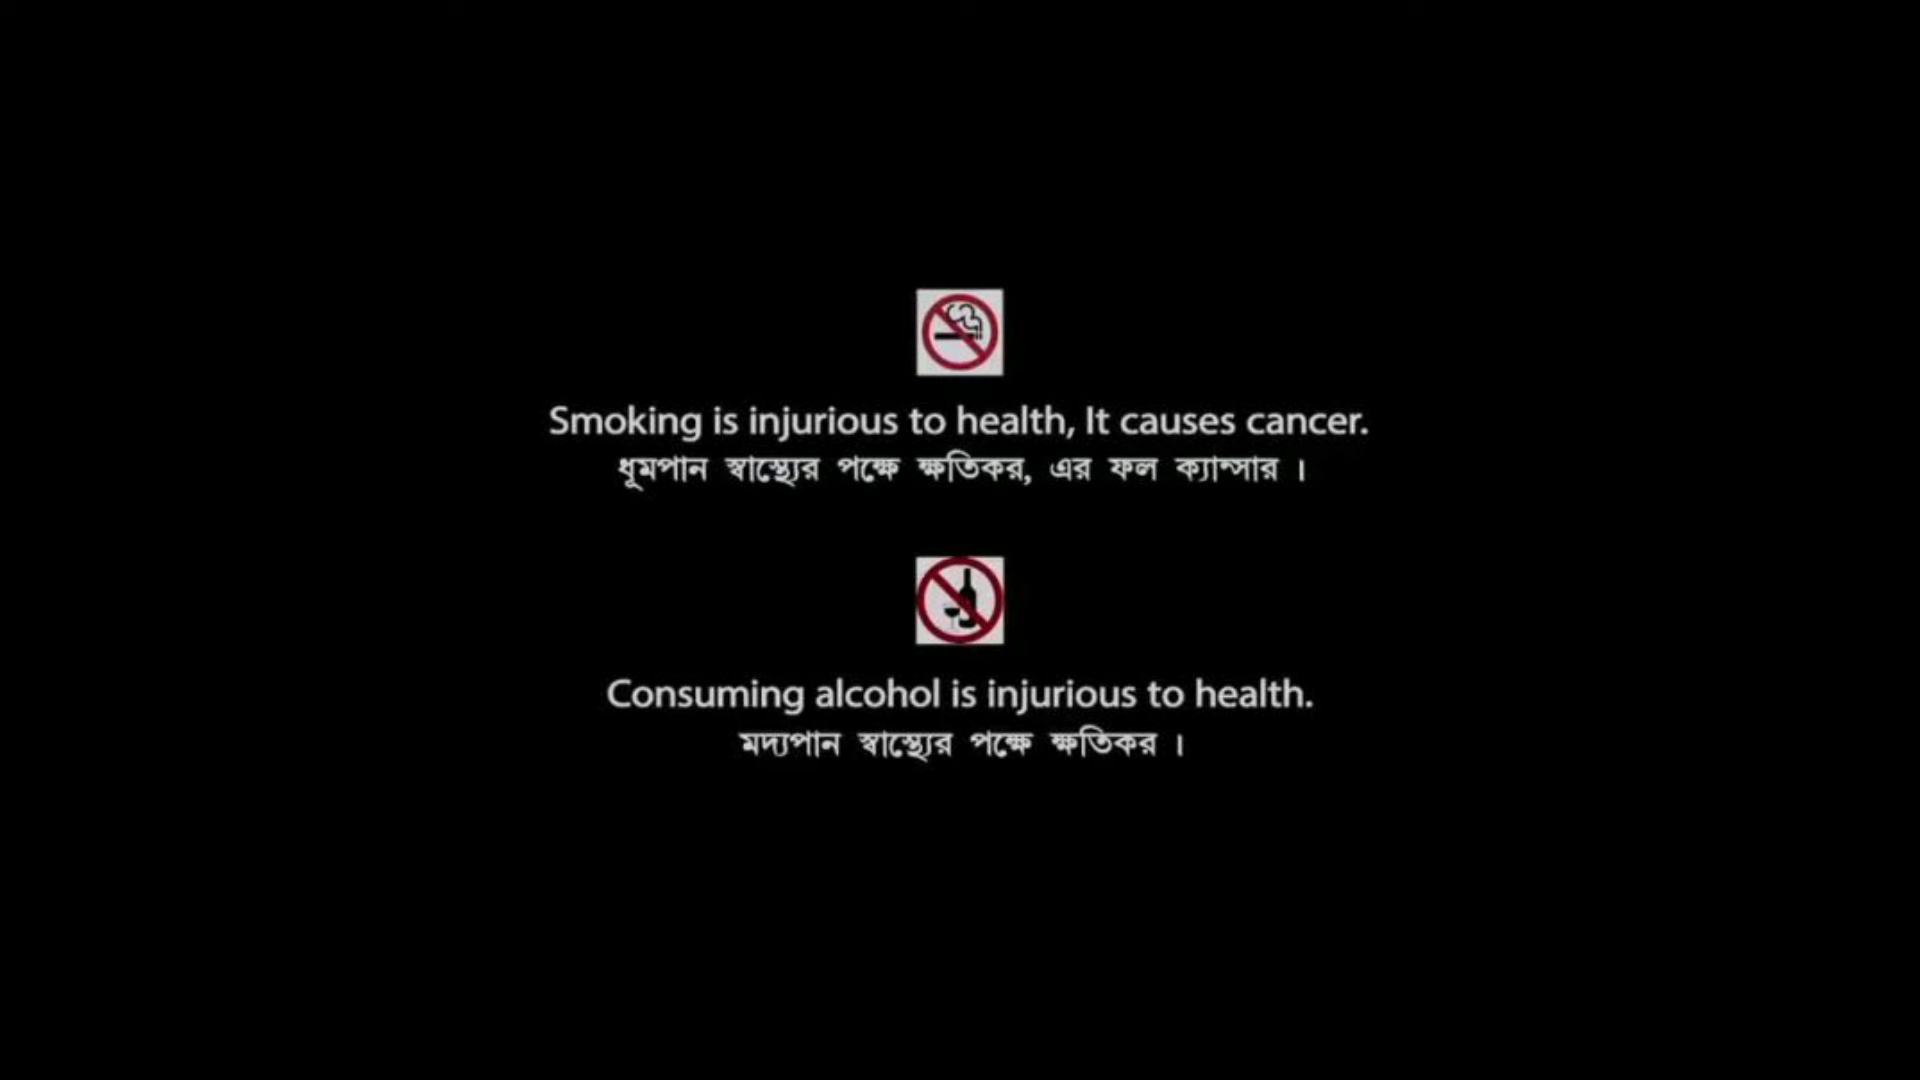 Smoking is injurious to health, It causes cancer.
ধূমপান স্বাস্থ্যের পক্ষে ক্ষতিকর, এর ফল ক্যান্সার ।
Consuming alcohol is injurious to health.
মদ্যপান স্বাস্থ্যের পক্ষে ক্ষতিকর ।